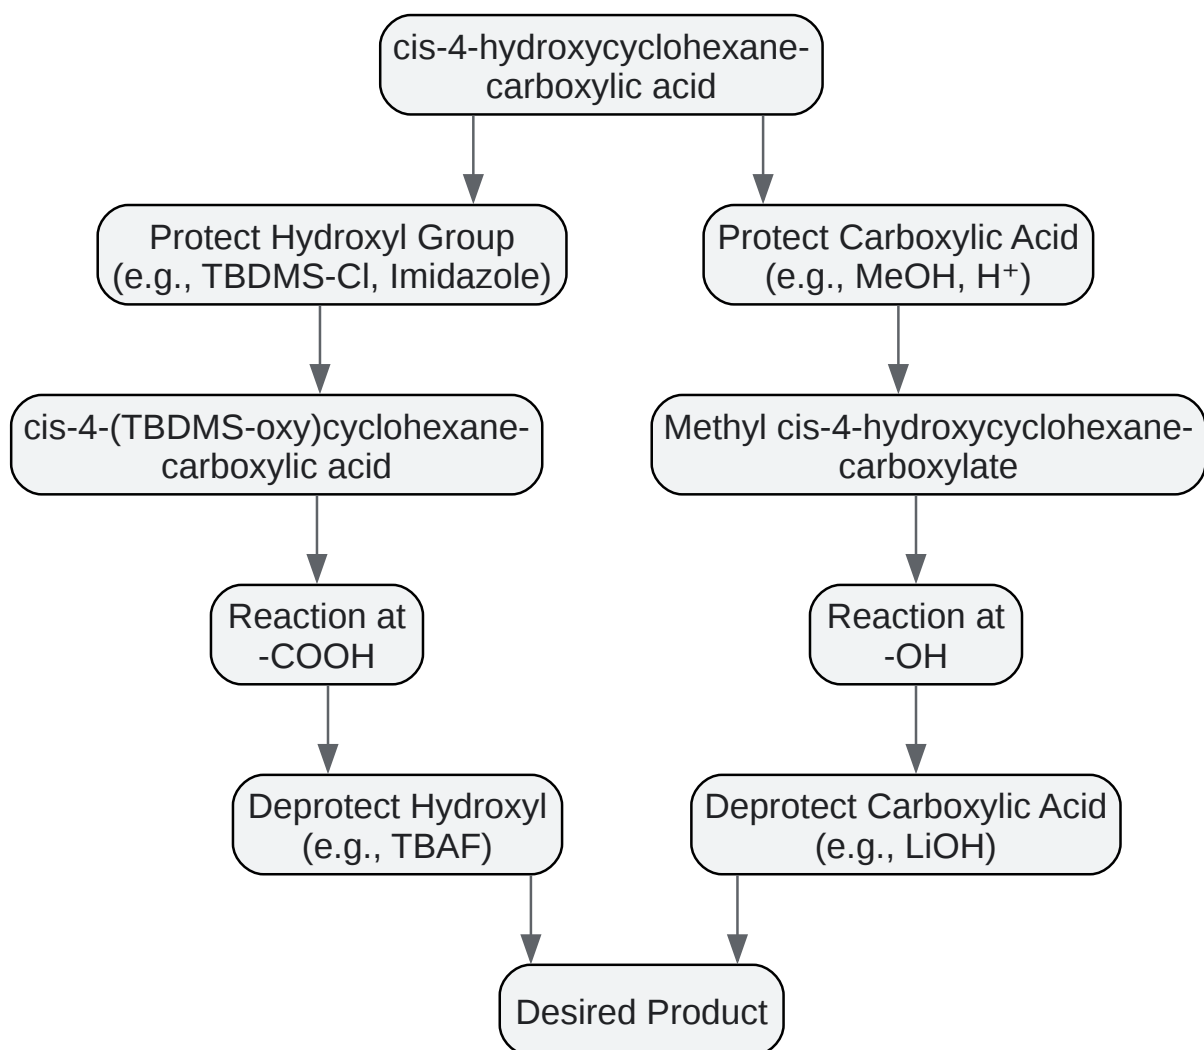 cis-4-hydroxycyclohexane-
carboxylic acid
Protect Hydroxyl Group
(e.g., TBDMS-Cl, Imidazole)
Protect Carboxylic Acid
(e.g., MeOH, H⁺)
cis-4-(TBDMS-oxy)cyclohexane-
carboxylic acid
Methyl cis-4-hydroxycyclohexane-
carboxylate
Reaction at
-COOH
Reaction at
-OH
Deprotect Hydroxyl
(e.g., TBAF)
Deprotect Carboxylic Acid
(e.g., LiOH)
Desired Product